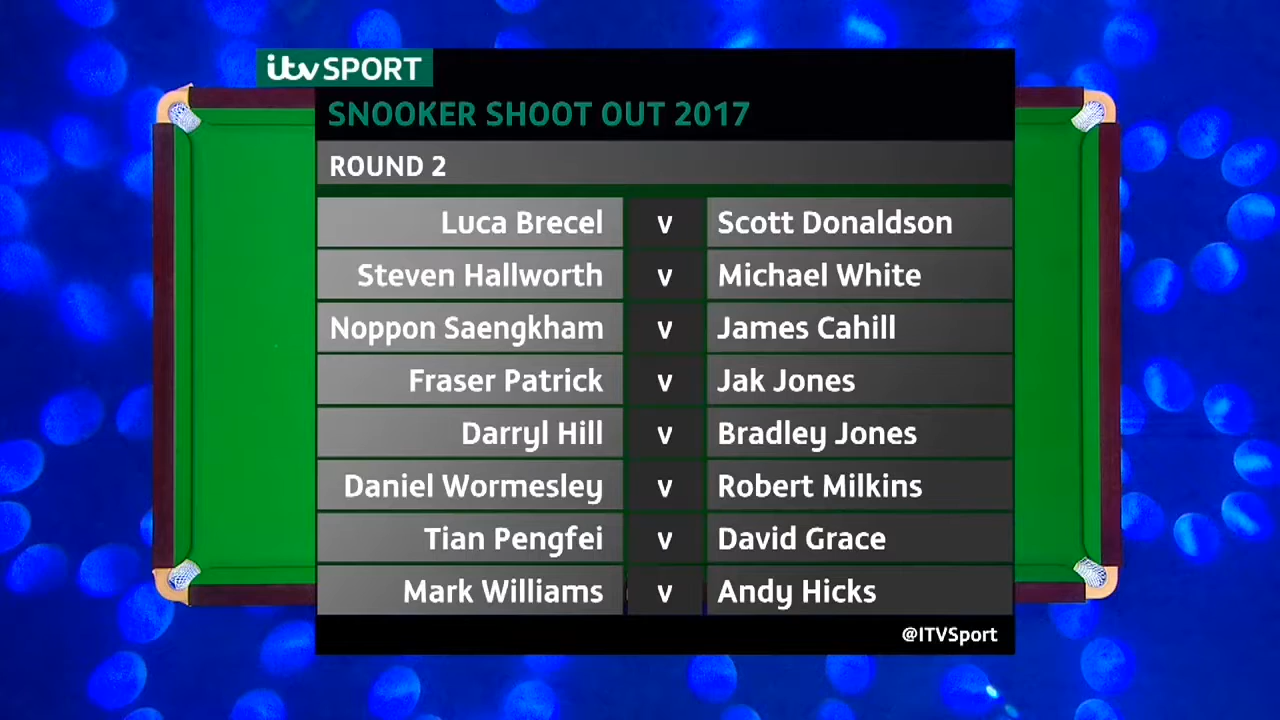 itv SPORT
SNOOKER SHOOT OUT 2017
ROUND 2
Luca Brecel v Scott Donaldson
Steven Hallworth v Michael White
Noppon Saengkham v James Cahill
Fraser Patrick v Jak Jones
Darryl Hill v Bradley Jones
Daniel Wormesley v Robert Milkins
Tian Pengfei v David Grace
Mark Williams v Andy Hicks
@ITVSport